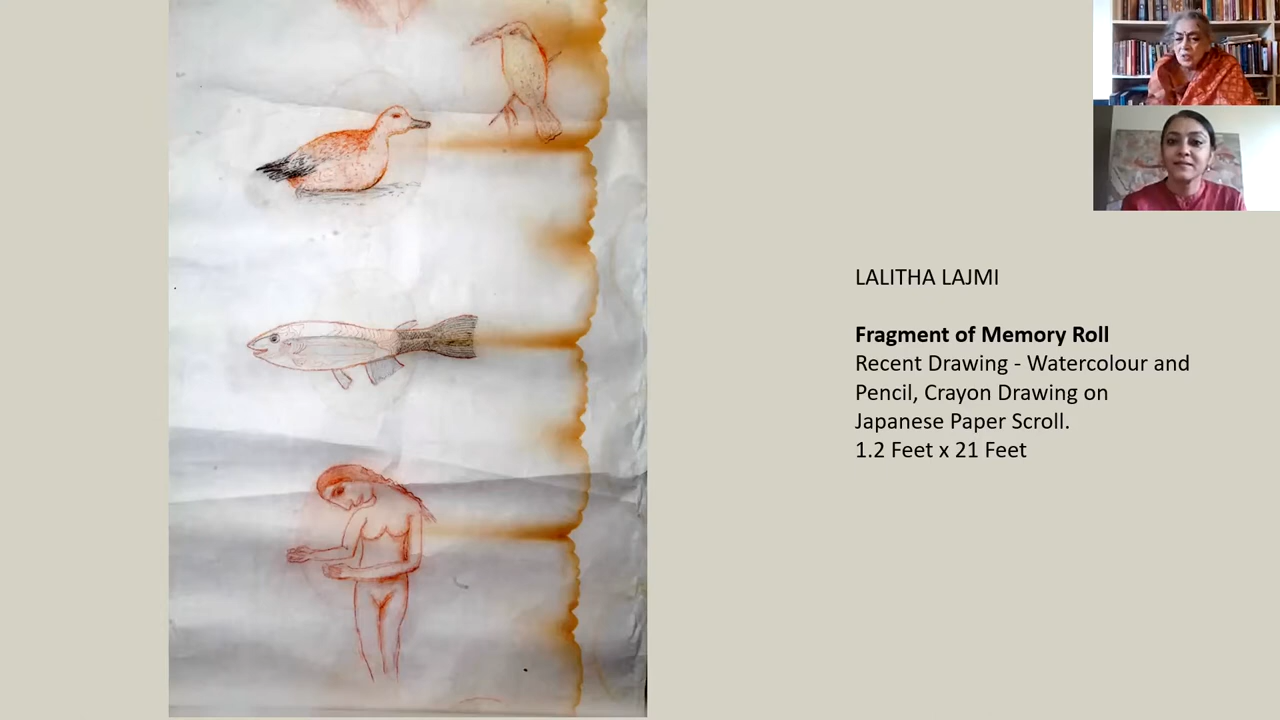 LALITHA LAJMI
Fragment of Memory Roll
Recent Drawing - Watercolour and
Pencil, Crayon Drawing on
Japanese Paper Scroll.
1.2 Feet x 21 Feet